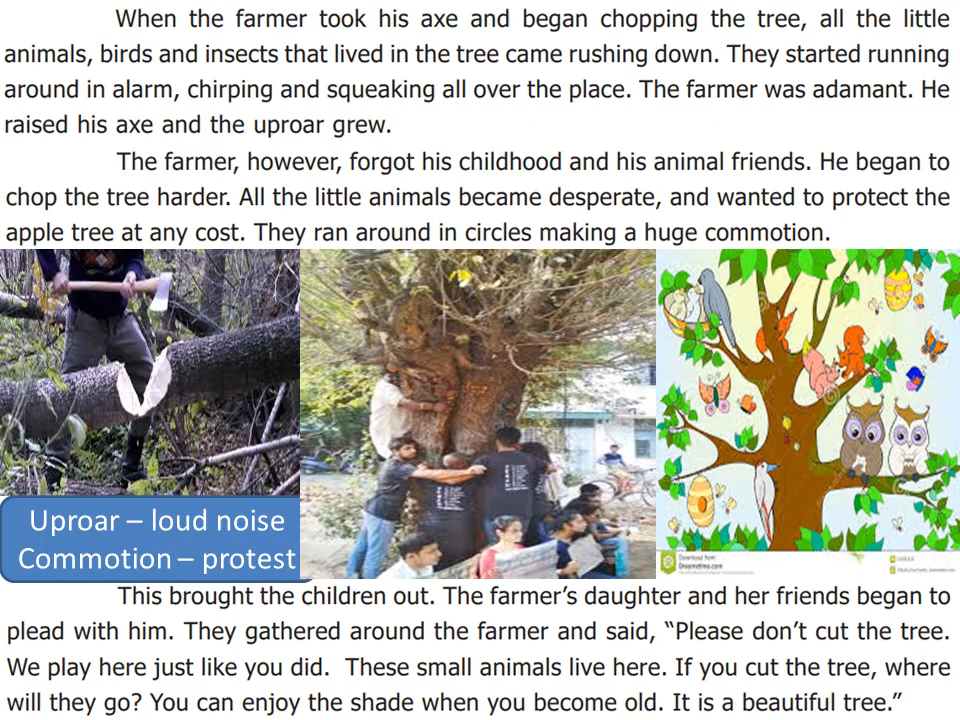 When the farmer took his axe and began chopping the tree, all the little
animals, birds and insects that lived in the tree came rushing down. They started running
around in alarm, chirping and squeaking all over the place. The farmer was adamant. He
raised his axe and the uproar grew.
The farmer, however, forgot his childhood and his animal friends. He began to
chop the tree harder. All the little animals became desperate, and wanted to protect the
apple tree at any cost. They ran around in circles making a huge commotion.
Uproar – loud noise
Commotion – protest
Download from
Dreamstime.com
This brought the children out. The farmer’s daughter and her friends began to
plead with him. They gathered around the farmer and said, “Please don’t cut the tree.
We play here just like you did. These small animals live here. If you cut the tree, where
will they go? You can enjoy the shade when you become old. It is a beautiful tree.”